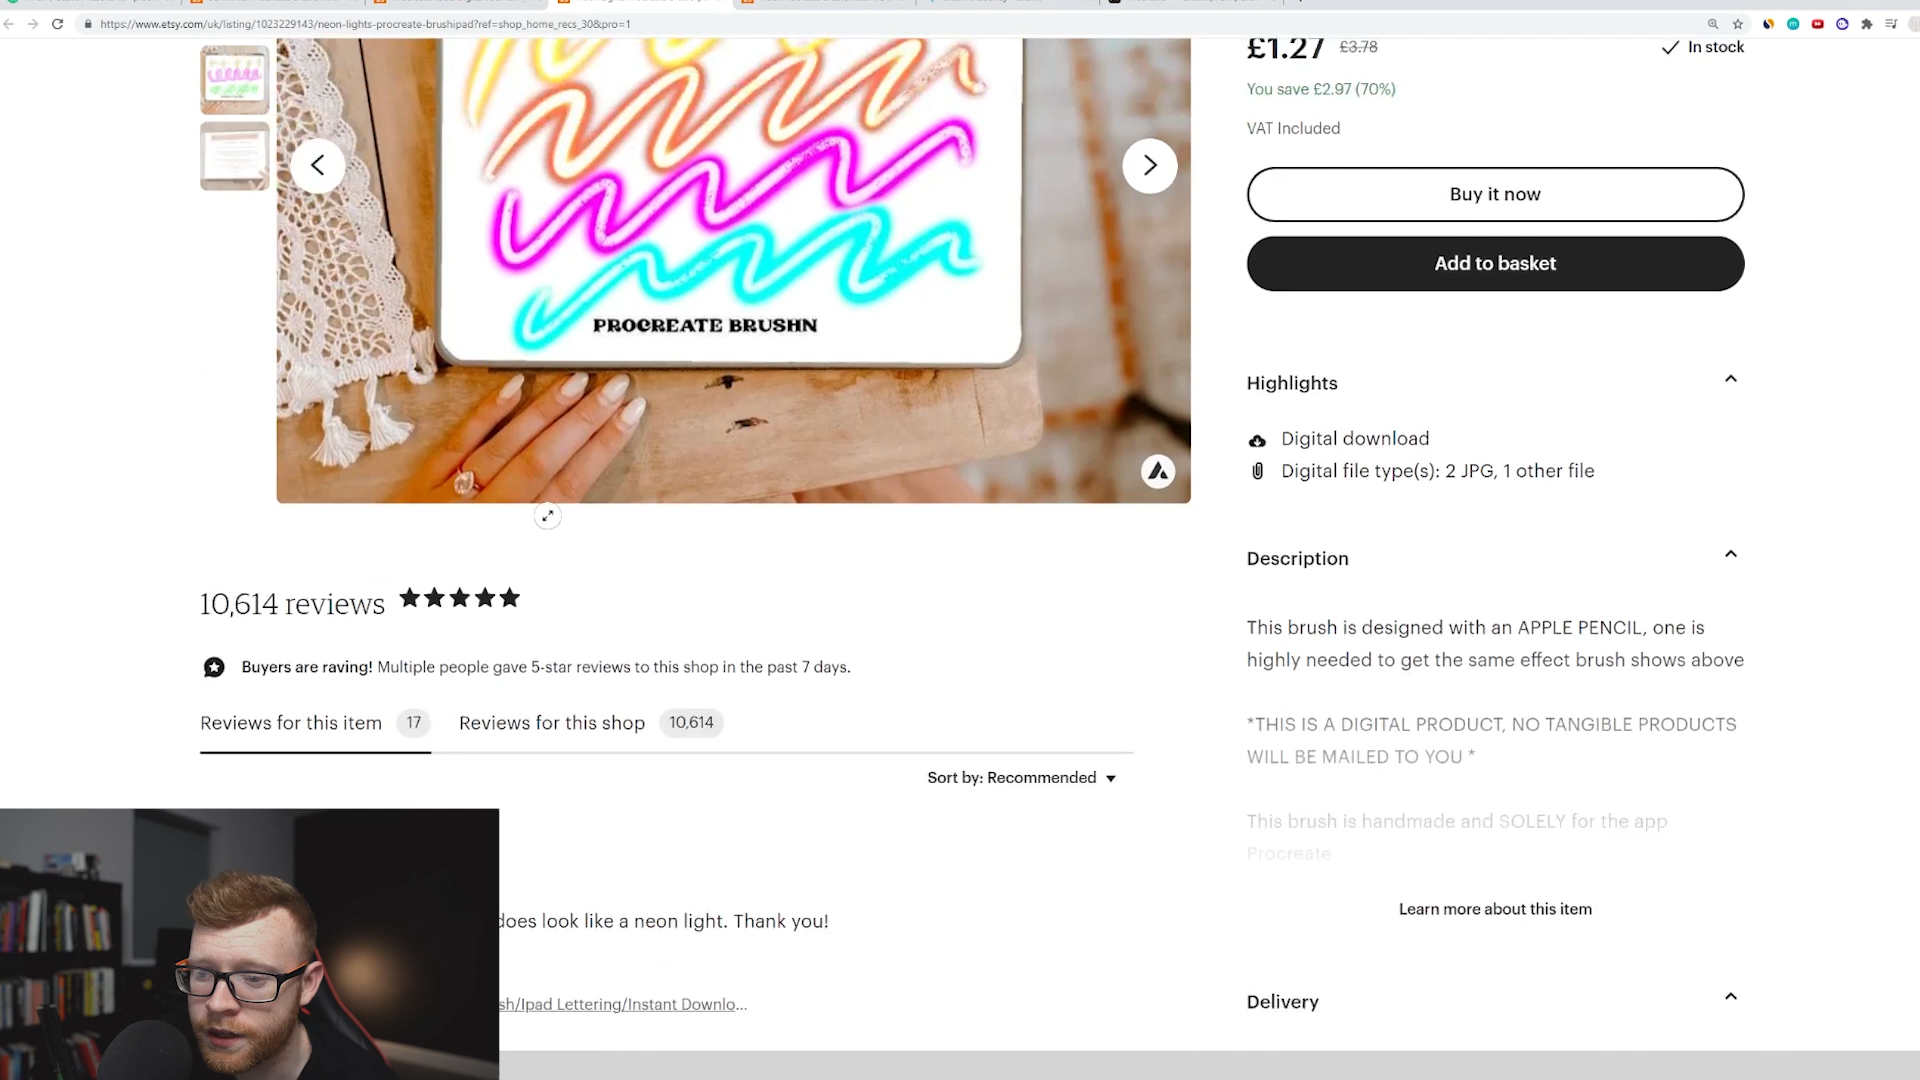 https://www.etsy.com/uk/listing/1023229143/neon-lights-procreate-brushipad?ref=shop_home_recs_30&pro=1
£1.27 £3.78
In stock
You save £2.97 (70%)
VAT Included
Buy it now
Add to basket
PROCREATE BRUSHN
Highlights
Digital download
Digital file type(s): 2 JPG, 1 other file
Description
This brush is designed with an APPLE PENCIL, one is
highly needed to get the same effect brush shows above
*THIS IS A DIGITAL PRODUCT, NO TANGIBLE PRODUCTS
WILL BE MAILED TO YOU *
This brush is handmade and SOLELY for the app
Procreate
Learn more about this item
Delivery
10,614 reviews
Buyers are raving! Multiple people gave 5-star reviews to this shop in the past 7 days.
Reviews for this item 17 Reviews for this shop 10,614
Sort by: Recommended
does look like a neon light. Thank you!
sh/Ipad Lettering/Instant Downlo...